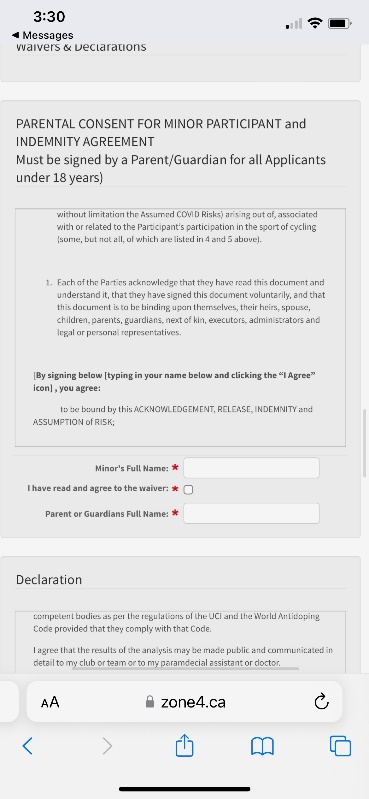 3:30
◀ Messages
Waivers & Declarations
PARENTAL CONSENT FOR MINOR PARTICIPANT and
INDEMNITY AGREEMENT
Must be signed by a Parent/Guardian for all Applicants
under 18 years)
without limitation the Assumed COVID Risks) arising out of, associated
with or related to the Participant's participation in the sport of cycling
(some, but not all, of which are listed in 4 and 5 above).
1. Each of the Parties acknowledge that they have read this document and
understand it, that they have signed this document voluntarily, and that
this document is to be binding upon themselves, their heirs, spouse,
children, parents, guardians, next of kin, executors, administrators and
legal or personal representatives.
[By signing below [typing in your name below and clicking the “I Agree”
icon] , you agree:
to be bound by this ACKNOWLEDGEMENT, RELEASE, INDEMNITY and
ASSUMPTION of RISK;
Minor's Full Name: *
I have read and agree to the waiver: *
Parent or Guardians Full Name: *
Declaration
competent bodies as per the regulations of the UCI and the World Antidoping
Code provided that they comply with that Code.
I agree that the results of the analysis may be made public and communicated in
detail to my club or team or to my paramdecial assistant or doctor.
AA
zone4.ca